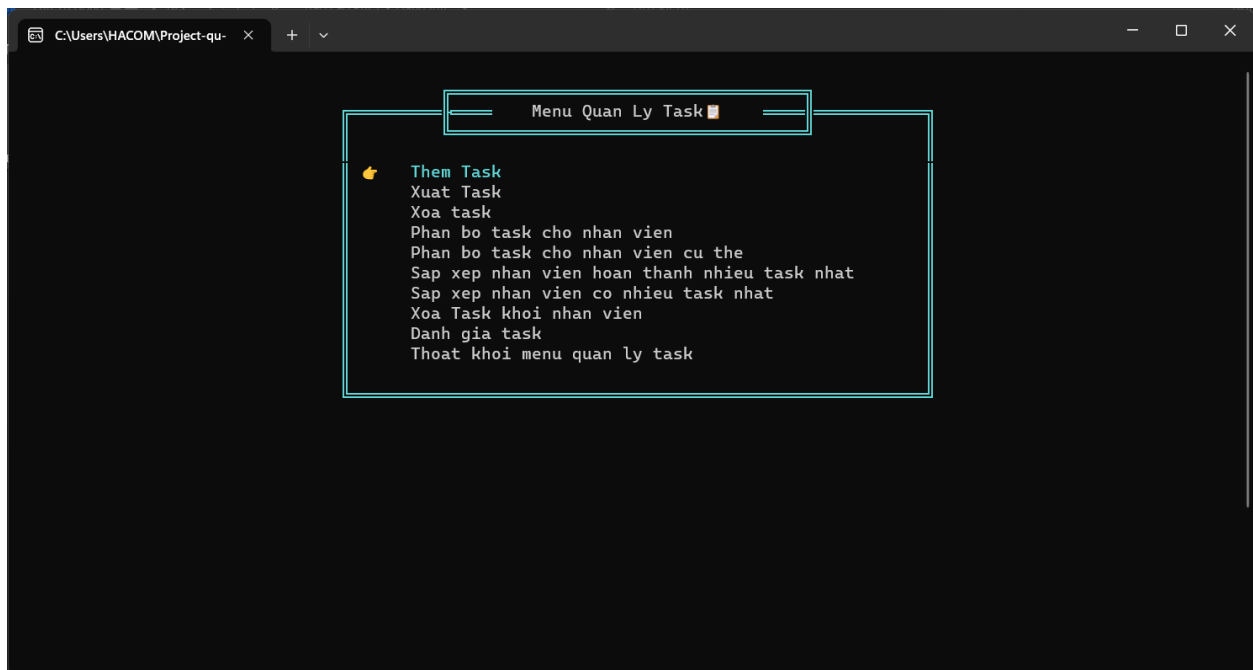 C:\Users\HACOM\Project-qu-
Menu Quan Ly Task📋
👉 Them Task
Xuat Task
Xoa task
Phan bo task cho nhan vien
Phan bo task cho nhan vien cu the
Sap xep nhan vien hoan thanh nhieu task nhat
Sap xep nhan vien co nhieu task nhat
Xoa Task khoi nhan vien
Danh gia task
Thoat khoi menu quan ly task